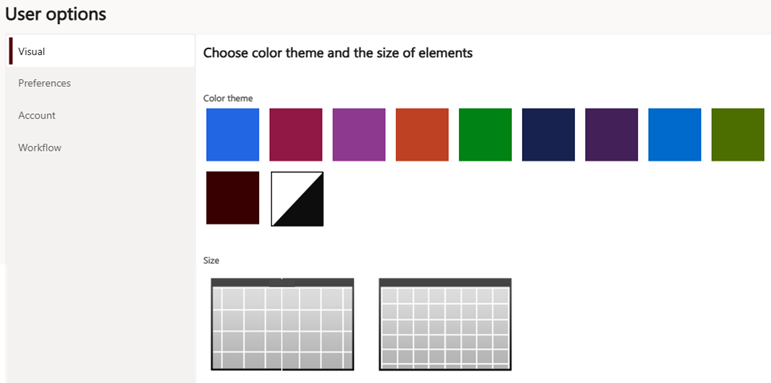 User options
Visual
Preferences
Account
Workflow
Choose color theme and the size of elements
Color theme
Size